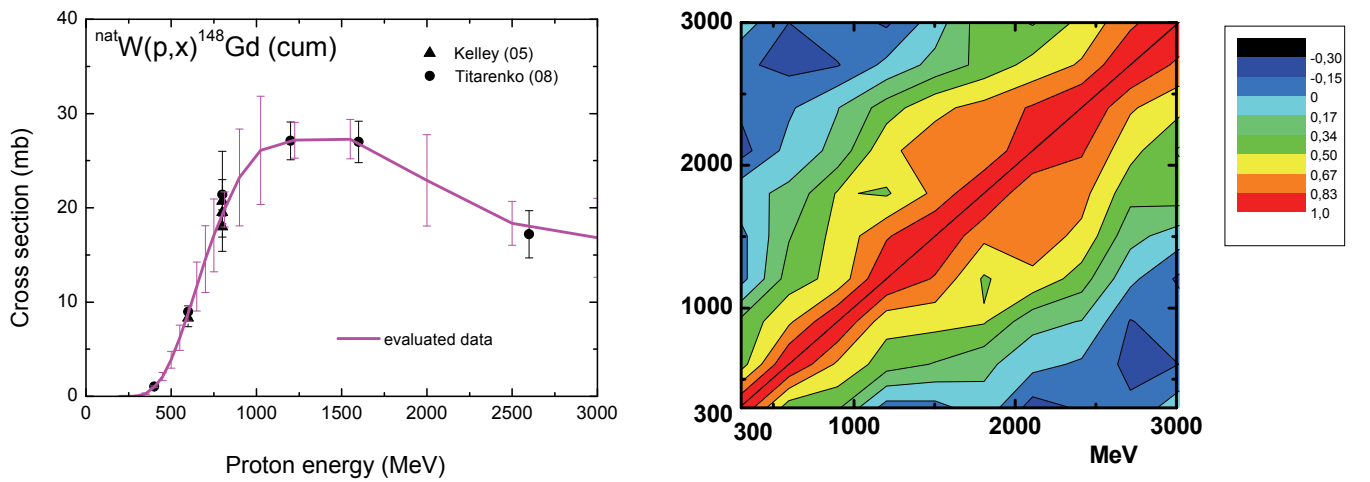 natW(p,x)148Gd (cum)
Kelley (05)
Titarenko (08)
evaluated data
Cross section (mb)
40
30
20
10
0
0 500 1000 1500 2000 2500 3000
Proton energy (MeV)
3000
2000
1000
300
300 1000 2000 3000
MeV
-0,30
-0,15
0
0,17
0,34
0,50
0,67
0,83
1,0